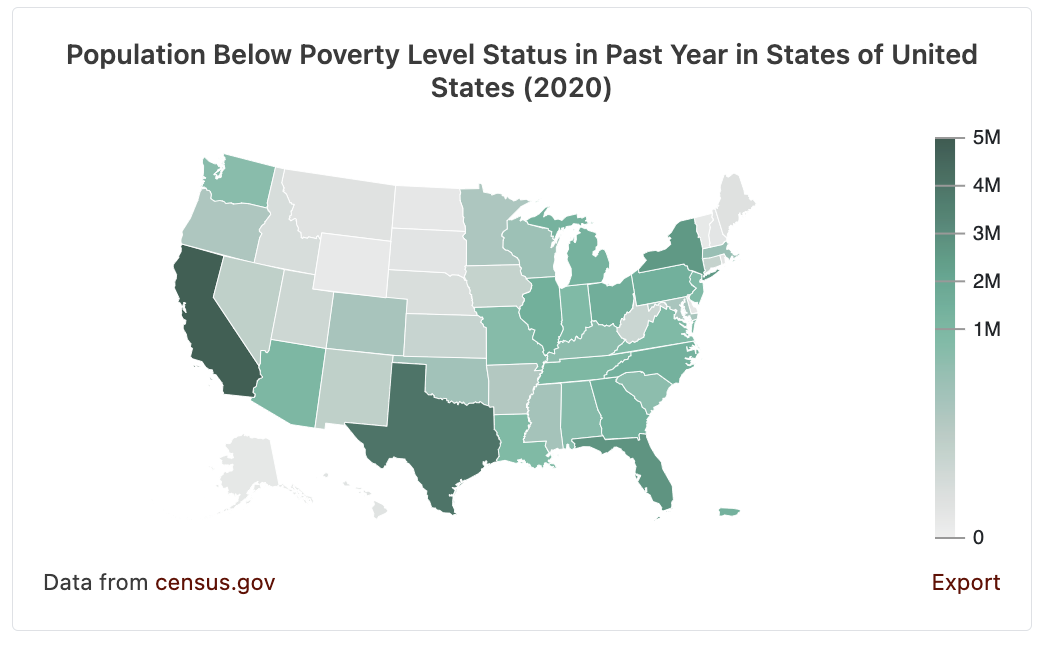 Population Below Poverty Level Status in Past Year in States of United
States (2020)
5M
4M
3M
2M
1M
0
Data from census.gov
Export